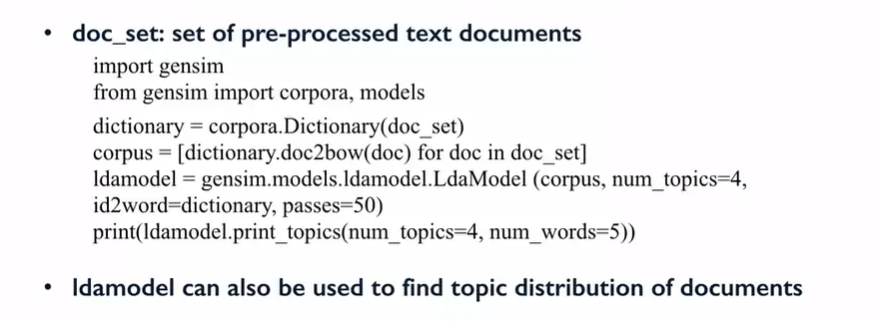 • doc_set: set of pre-processed text documents
import gensim
from gensim import corpora, models
dictionary = corpora.Dictionary(doc_set)
corpus = [dictionary.doc2bow(doc) for doc in doc_set]
ldamodel = gensim.models.ldamodel.LdaModel (corpus, num_topics=4,
id2word=dictionary, passes=50)
print(ldamodel.print_topics(num_topics=4, num_words=5))
• ldamodel can also be used to find topic distribution of documents